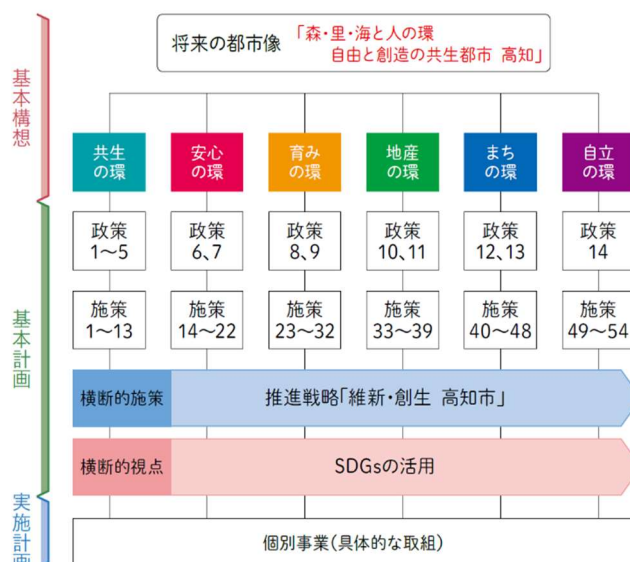 将来の都市像
「森・里・海と人の環
自由と創造の共生都市 高知」
基本構想
共生
の環
安心
の環
育み
の環
地産
の環
まち
の環
自立
の環
基本計画
政策
1～5
政策
6、7
政策
8、9
政策
10、11
政策
12、13
政策
14
施策
1～13
施策
14～22
施策
23～32
施策
33～39
施策
40～48
施策
49～54
横断的施策
推進戦略「維新・創生 高知市」
横断的視点
SDGsの活用
実施計画
個別事業(具体的な取組)